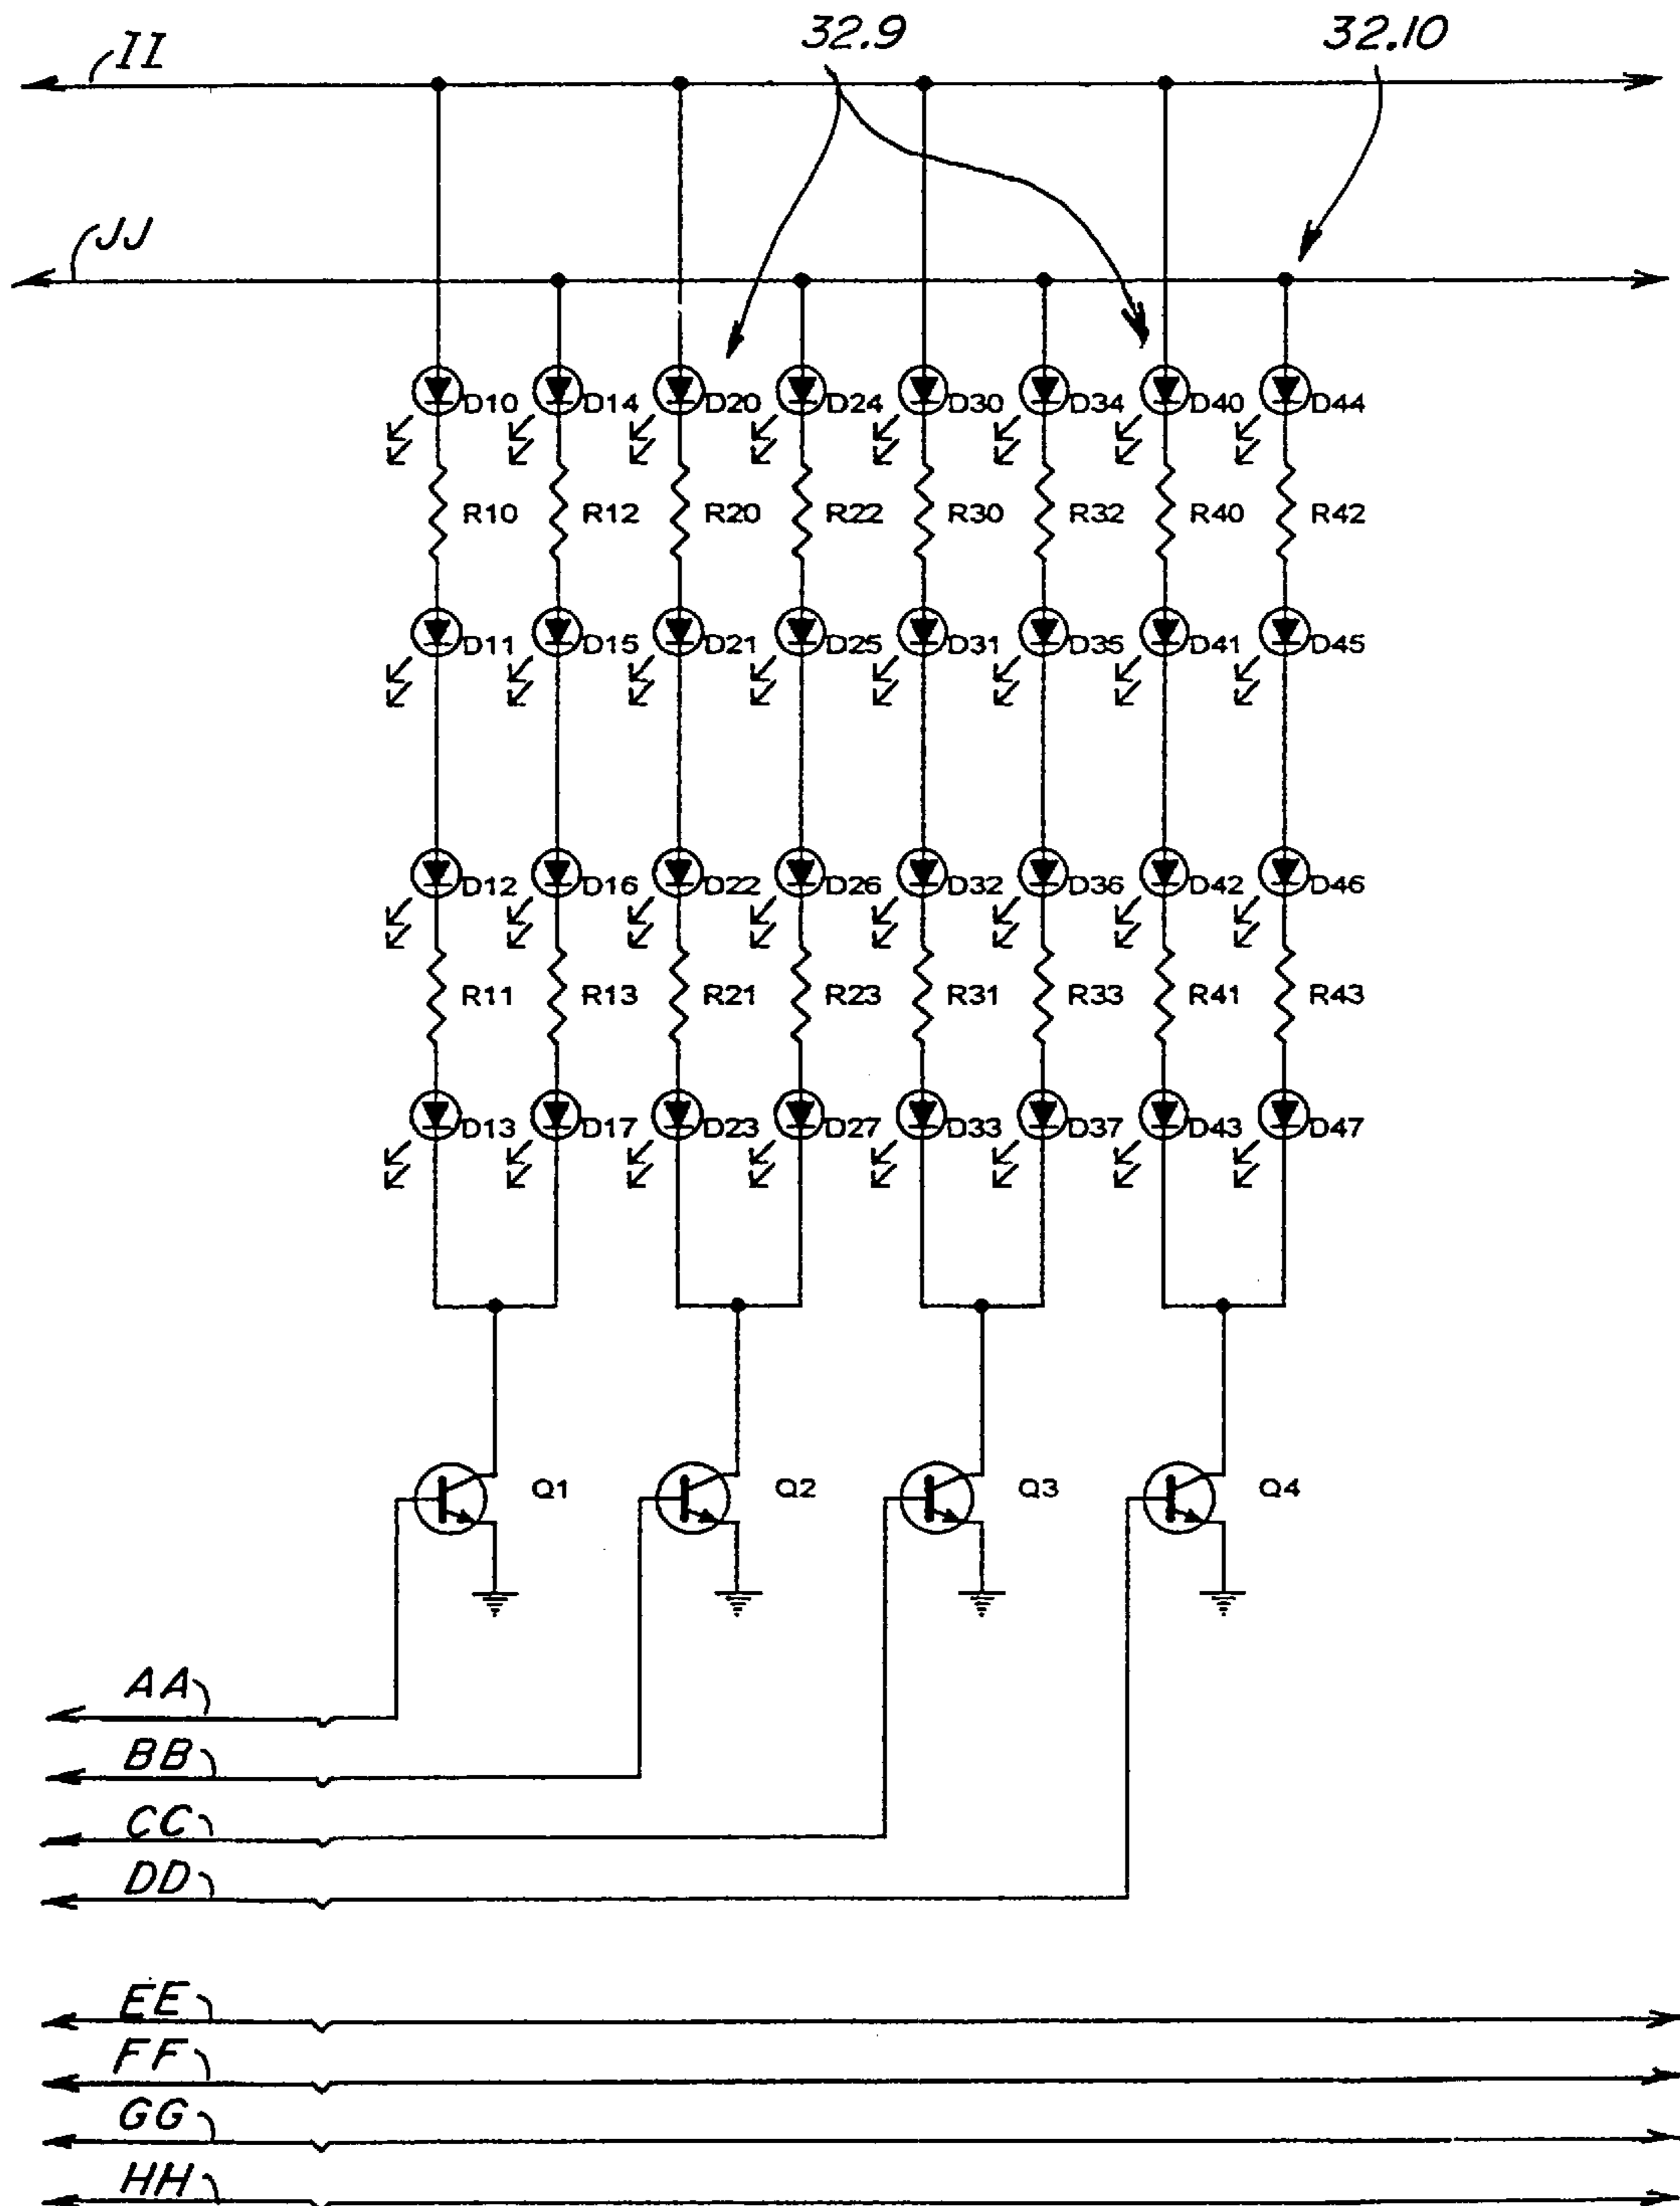 32.9 32.10
II
JJ
D10 D14 D20 D24 D30 D34 D40 D44
R10 R12 R20 R22 R30 R32 R40 R42
D11 D15 D21 D25 D31 D35 D41 D45
D12 D16 D22 D26 D32 D36 D42 D46
R11 R13 R21 R23 R31 R33 R41 R43
D13 D17 D23 D27 D33 D37 D43 D47
Q1 Q2 Q3 Q4
AA
BB
CC
DD
EE
FF
GG
HH